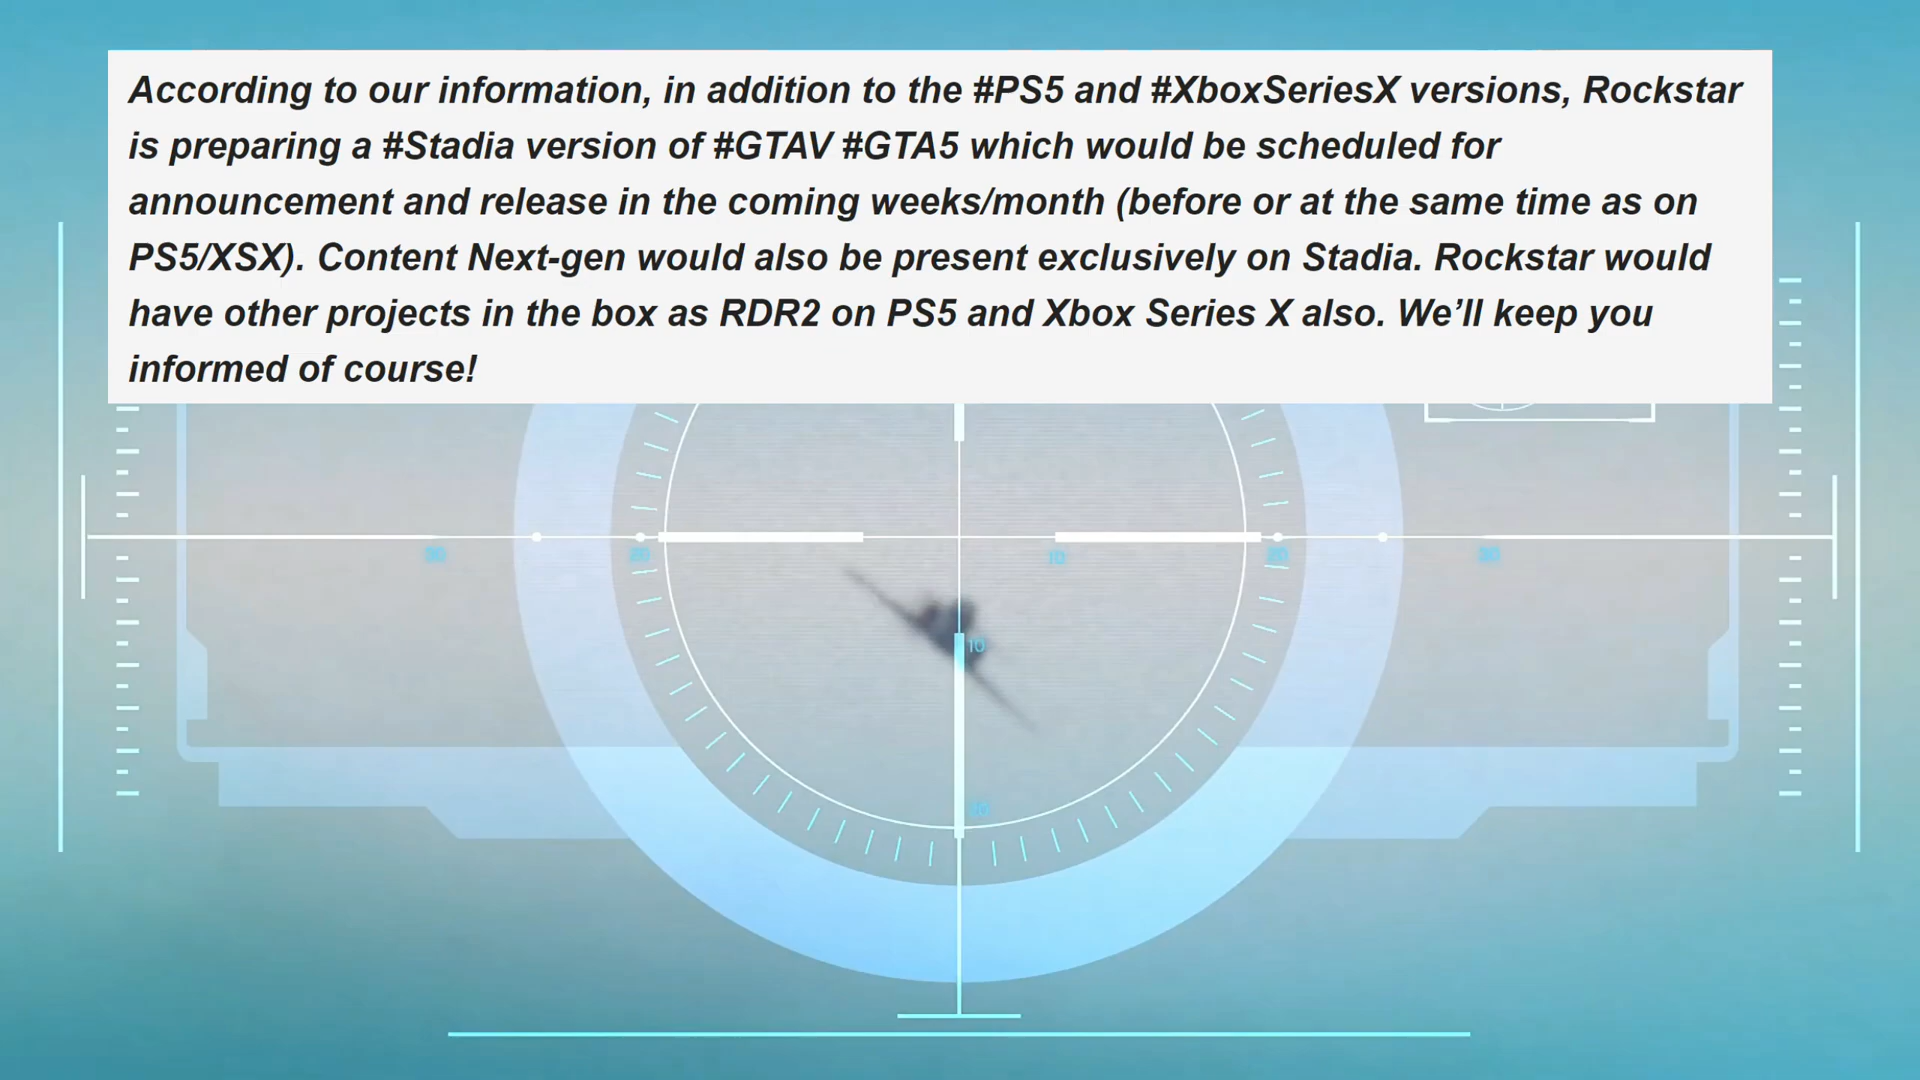 According to our information, in addition to the #PS5 and #XboxSeriesX versions, Rockstar
is preparing a #Stadia version of #GTAV #GTA5 which would be scheduled for
announcement and release in the coming weeks/month (before or at the same time as on
PS5/XSX). Content Next-gen would also be present exclusively on Stadia. Rockstar would
have other projects in the box as RDR2 on PS5 and Xbox Series X also. We’ll keep you
informed of course!
10
10